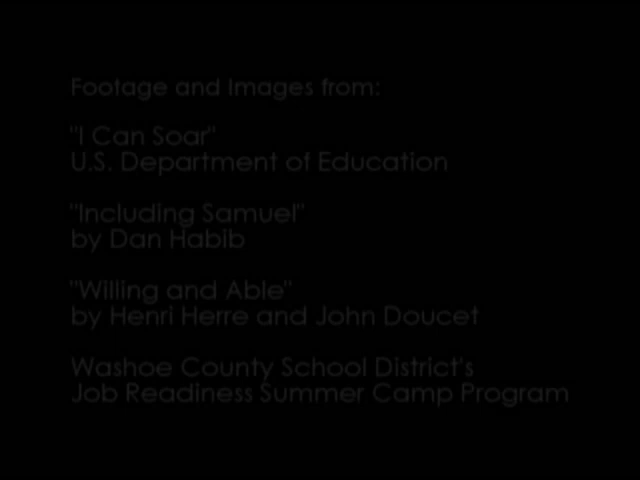 Footage and Images from:
"I Can Soar"
U.S. Department of Education
"Including Samuel"
by Dan Habib
"Willing and Able"
by Henri Herre and John Doucet
Washoe County School District's
Job Readiness Summer Camp Program